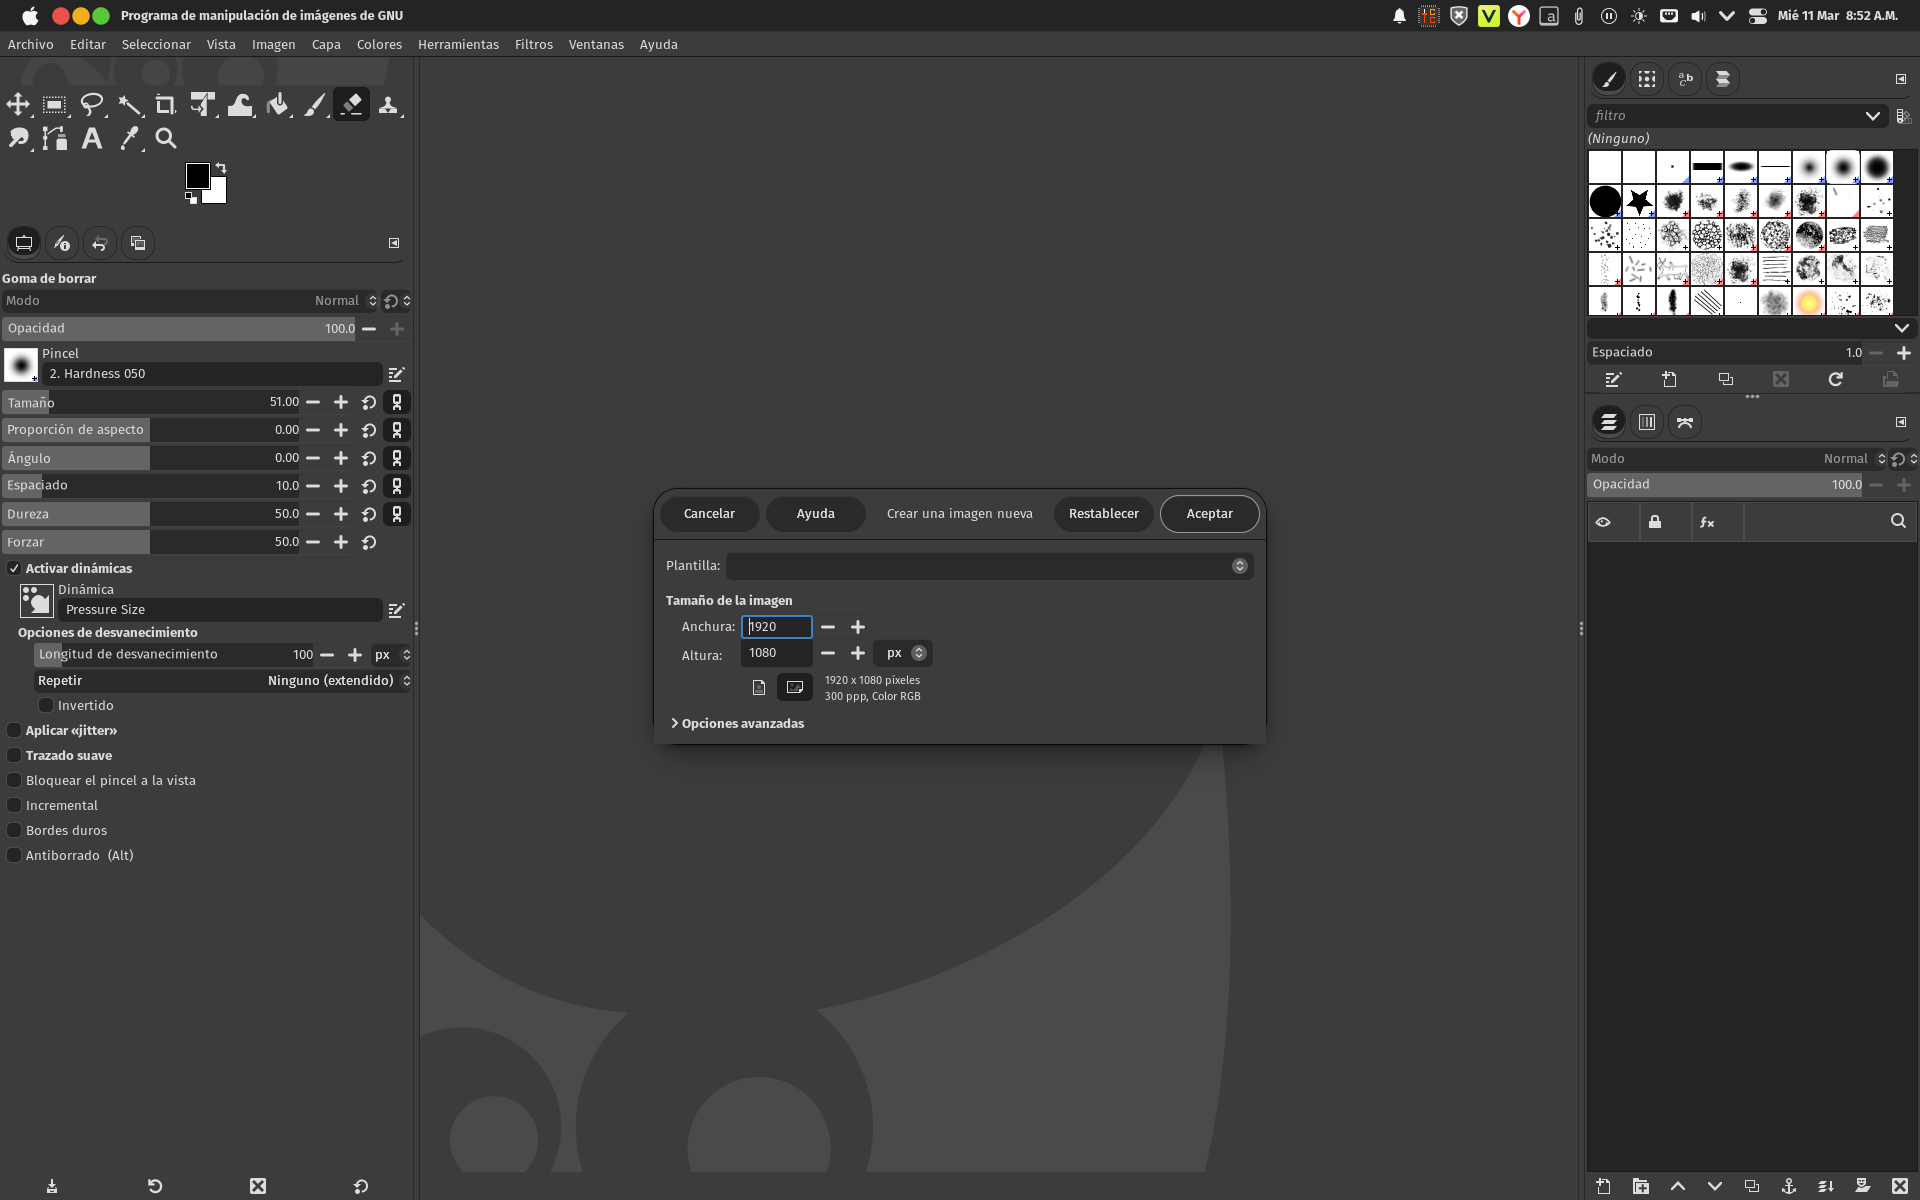 Programa de manipulación de imágenes de GNU
Mié 11 Mar 8:52 A.M.
Archivo Editar Seleccionar Vista Imagen Capa Colores Herramientas Filtros Ventanas Ayuda
Goma de borrar
Modo Normal
Opacidad 100.0
Pincel
2. Hardness 050
Tamaño 51.00
Proporción de aspecto 0.00
Ángulo 0.00
Espaciado 10.0
Dureza 50.0
Forzar 50.0
Activar dinámicas
Dinámica
Pressure Size
Opciones de desvanecimiento
Longitud de desvanecimiento 100 px
Repetir Ninguno (extendido)
Invertido
Aplicar «jitter»
Trazado suave
Bloquear el pincel a la vista
Incremental
Bordes duros
Antiborrado (Alt)
Cancelar Ayuda Crear una imagen nueva Restablecer Aceptar
Plantilla:
Tamaño de la imagen
Anchura: 1920
Altura: 1080 px
1920 x 1080 píxeles
300 ppp, Color RGB
Opciones avanzadas
filtro
(Ninguno)
Espaciado 1.0
Modo Normal
Opacidad 100.0
fx